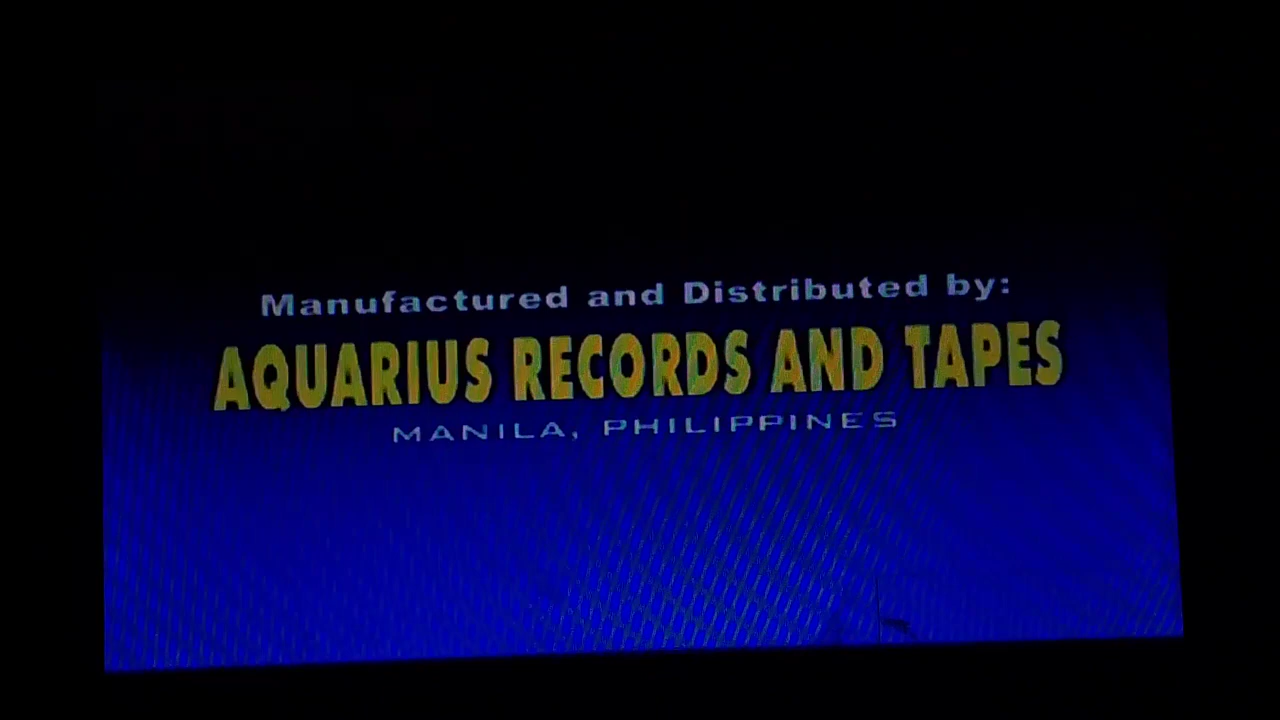 Manufactured and Distributed by:
AQUARIUS RECORDS AND TAPES
MANILA, PHILIPPINES